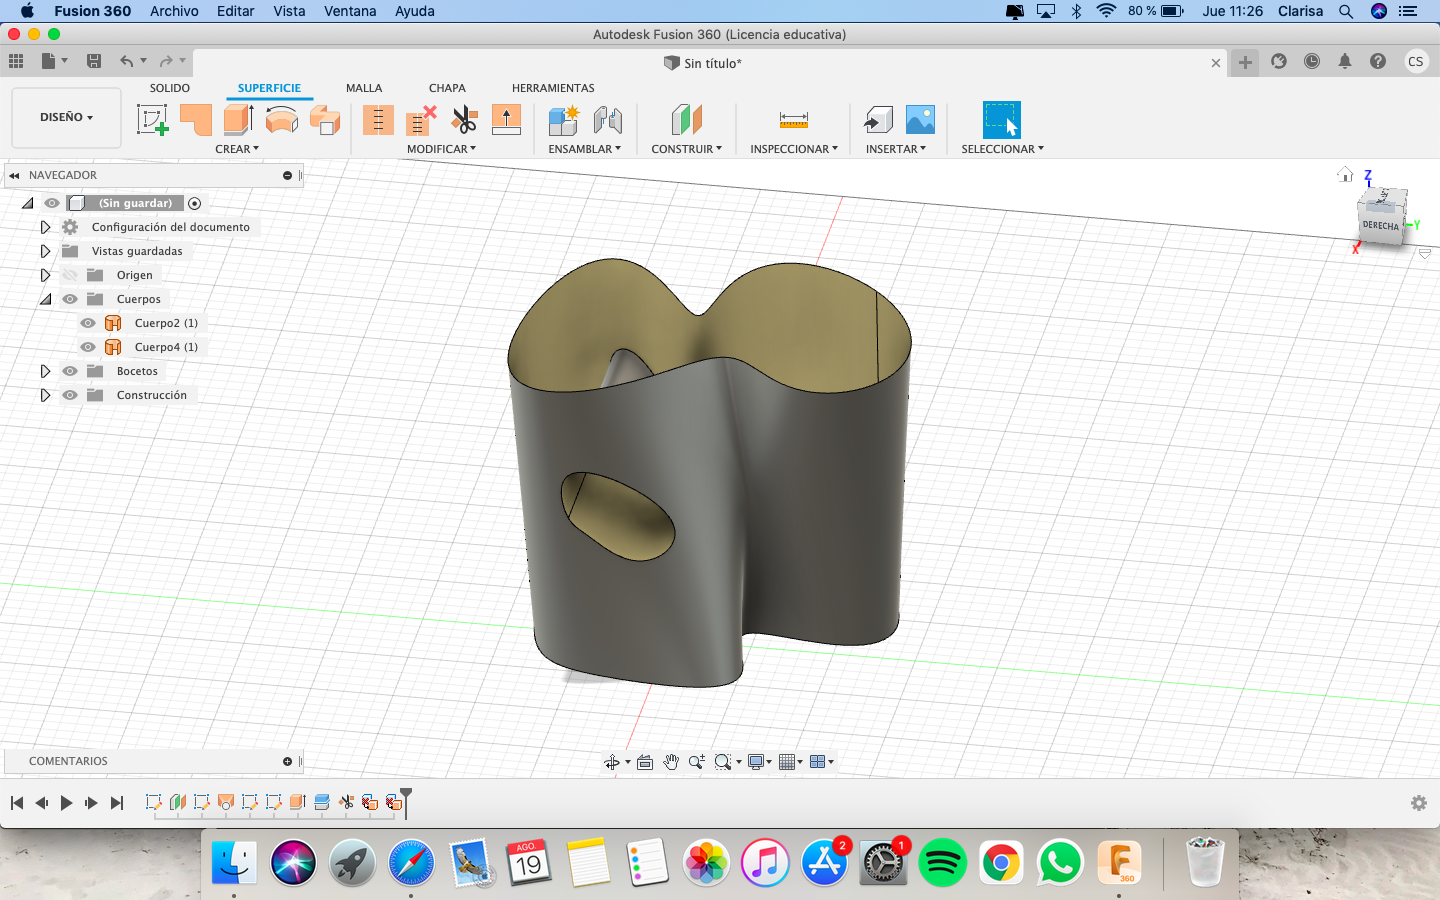 Fusion 360 Archivo Editar Vista Ventana Ayuda 80 % Jue 11:26 Clarisa
Autodesk Fusion 360 (Licencia educativa)
Sin título*
CS
SOLIDO SUPERFICIE MALLA CHAPA HERRAMIENTAS
DISEÑO
CREAR MODIFICAR ENSAMBLAR CONSTRUIR INSPECCIONAR INSERTAR SELECCIONAR
NAVEGADOR
(Sin guardar)
Configuración del documento
Vistas guardadas
Origen
Cuerpos
Cuerpo2 (1)
Cuerpo4 (1)
Bocetos
Construcción
Z
DERECHA
Y
X
COMENTARIOS
AGO.
19
2
1
F
360